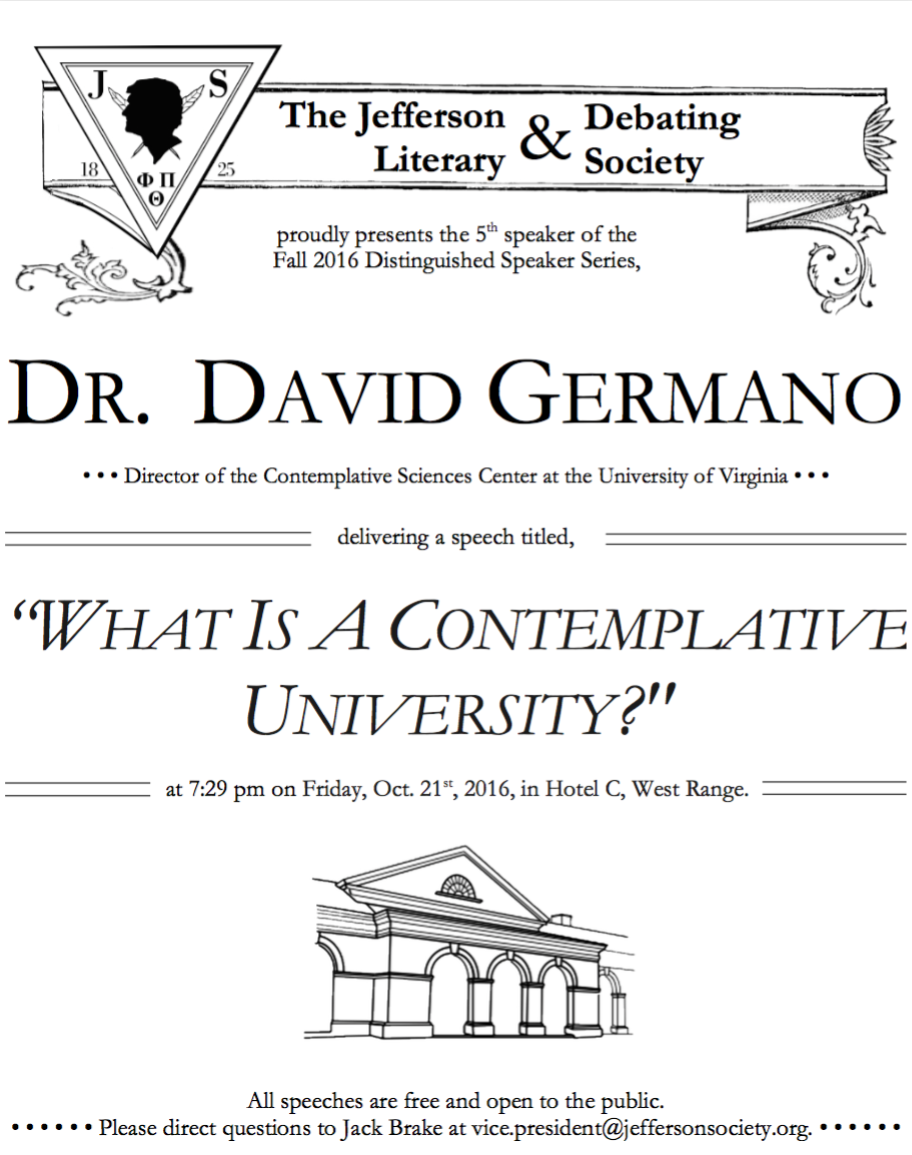 J S
18 25
Φ Π
Θ
The Jefferson Literary & Debating Society
proudly presents the 5th speaker of the
Fall 2016 Distinguished Speaker Series,
DR. DAVID GERMANO
• • • Director of the Contemplative Sciences Center at the University of Virginia • • •
delivering a speech titled,
“WHAT IS A CONTEMPLATIVE
UNIVERSITY?"
at 7:29 pm on Friday, Oct. 21st, 2016, in Hotel C, West Range.
All speeches are free and open to the public.
• • • • • • Please direct questions to Jack Brake at vice.president@jeffersonsociety.org. • • • • • •